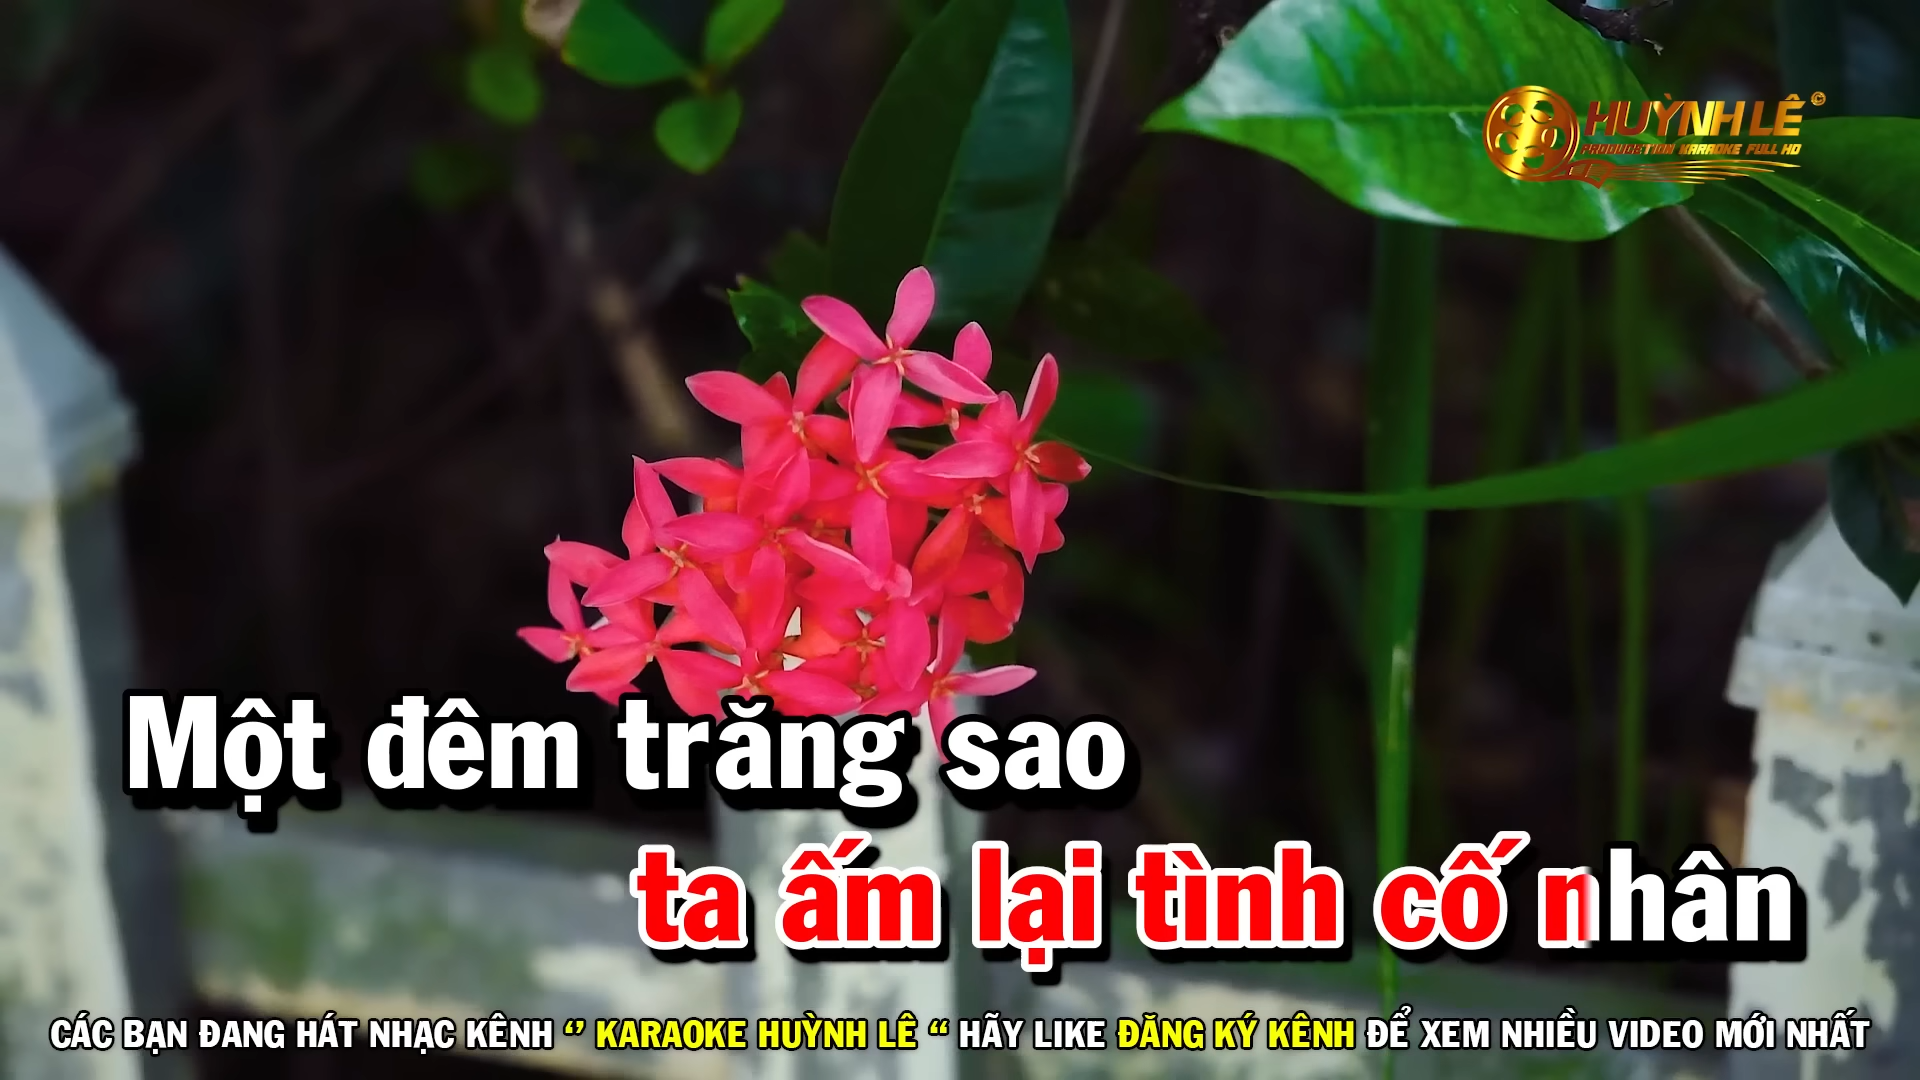 HUỲNH LÊ ©
PRODUCETION KARAOKE FULL HD
Một đêm trăng sao
ta ấm lại tình cố nhân
CÁC BẠN ĐANG HÁT NHẠC KÊNH ‘’ KARAOKE HUỲNH LÊ “ HÃY LIKE ĐĂNG KÝ KÊNH ĐỂ XEM NHIỀU VIDEO MỚI NHẤT